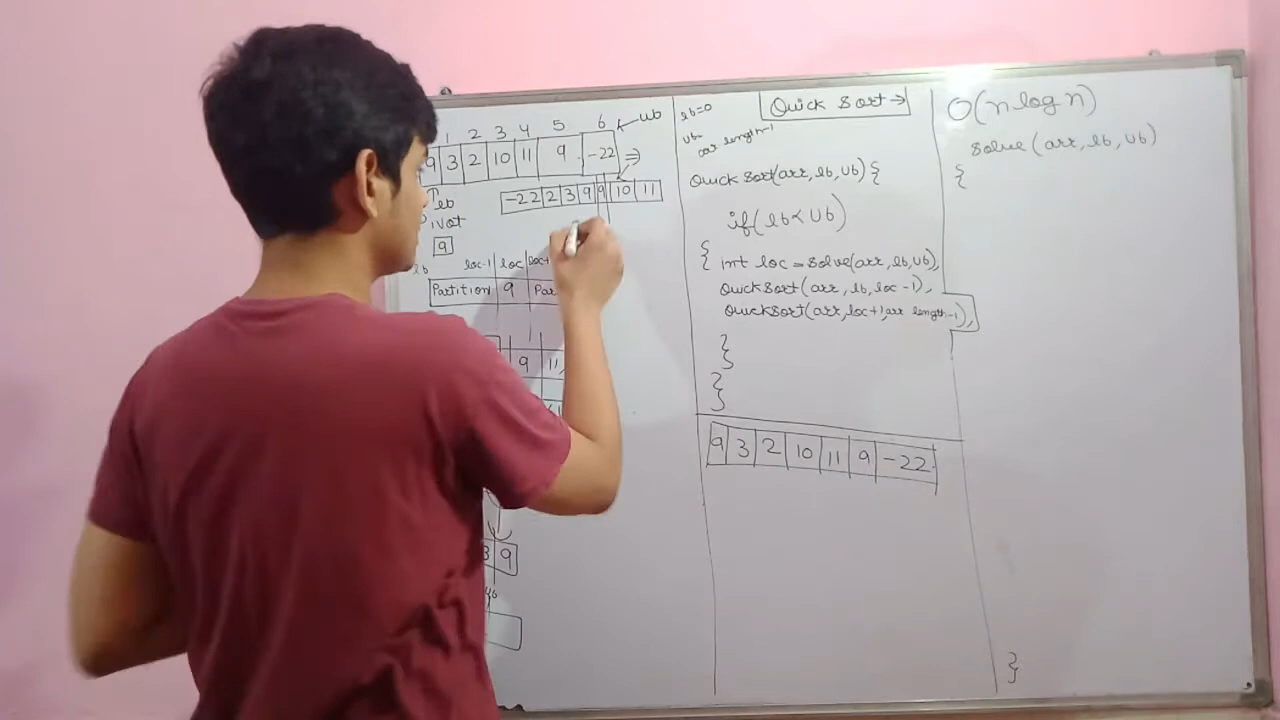 1 2 3 4 5 6 ub
9 3 2 10 11 9 -22 ⇒
lb
Pivot
-22 2 3 9 9 10 11
9
lb loc-1 loc loc+
Partition 9 Par
9 11
3 9
lb=0
ub=
arr length-1
Quick Sort→
QuickSort(arr, lb, ub) {
if(lb<ub)
{ int loc = solve(arr, lb, ub),
QuickSort(arr, lb, loc-1),
QuickSort(arr, loc+1, arr length-1),
}
}
9 3 2 10 11 9 -22
O(n log n)
Solve (arr, lb, ub)
{
}